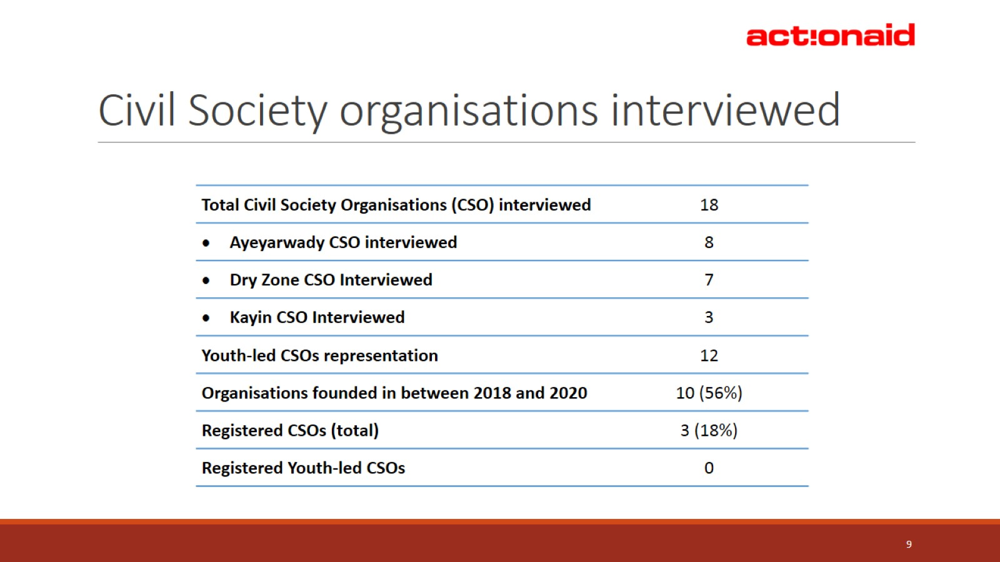 act!onaid
Civil Society organisations interviewed
Total Civil Society Organisations (CSO) interviewed 18
• Ayeyarwady CSO interviewed 8
• Dry Zone CSO Interviewed 7
• Kayin CSO Interviewed 3
Youth-led CSOs representation 12
Organisations founded in between 2018 and 2020 10 (56%)
Registered CSOs (total) 3 (18%)
Registered Youth-led CSOs 0
9